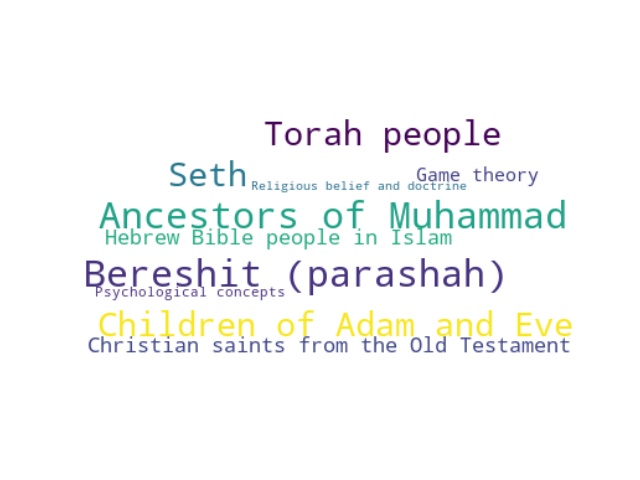 Torah people
Seth
Game theory
Religious belief and doctrine
Ancestors of Muhammad
Hebrew Bible people in Islam
Bereshit (parashah)
Psychological concepts
Children of Adam and Eve
Christian saints from the Old Testament